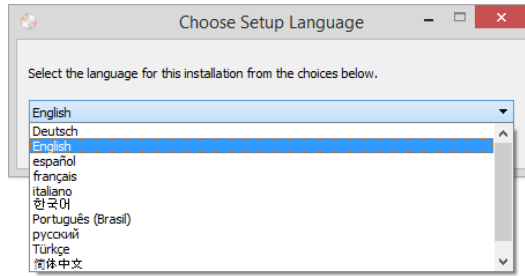 Choose Setup Language
Select the language for this installation from the choices below.
English
Deutsch
English
español
français
italiano
한국어
Português (Brasil)
русский
Türkçe
简体中文